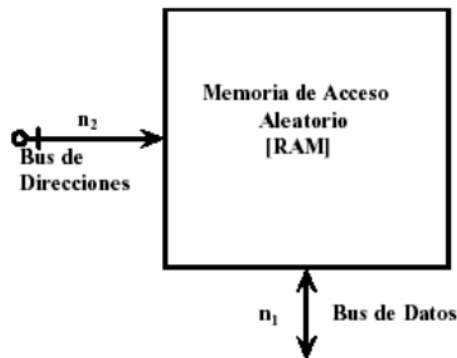 Memoria de Acceso
Aleatorio
[RAM]
n2
Bus de
Direcciones
n1
Bus de Datos